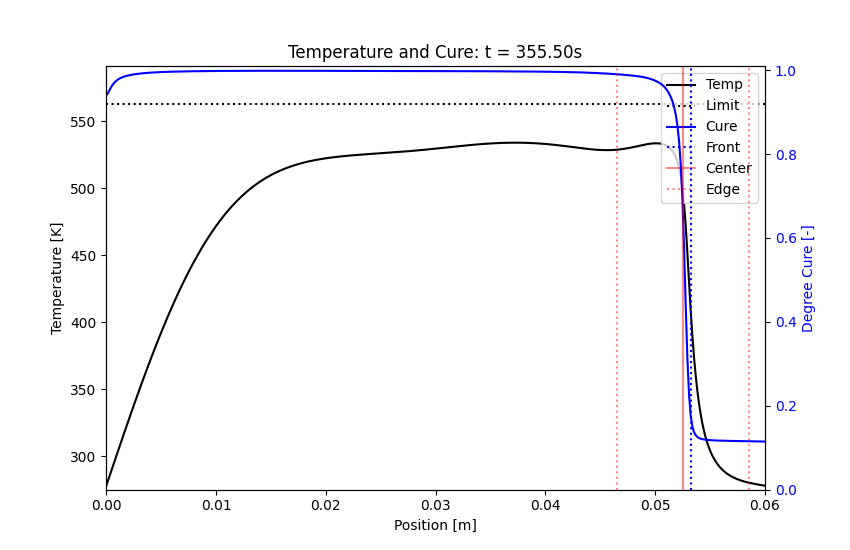 Temperature and Cure: t = 355.50s
Temperature [K]
550
500
450
400
350
300
0.00
0.01
0.02
0.03
0.04
0.05
0.06
Position [m]
1.0
0.8
0.6
0.4
0.2
0.0
Degree Cure [-]
Temp
Limit
Cure
Front
Center
Edge